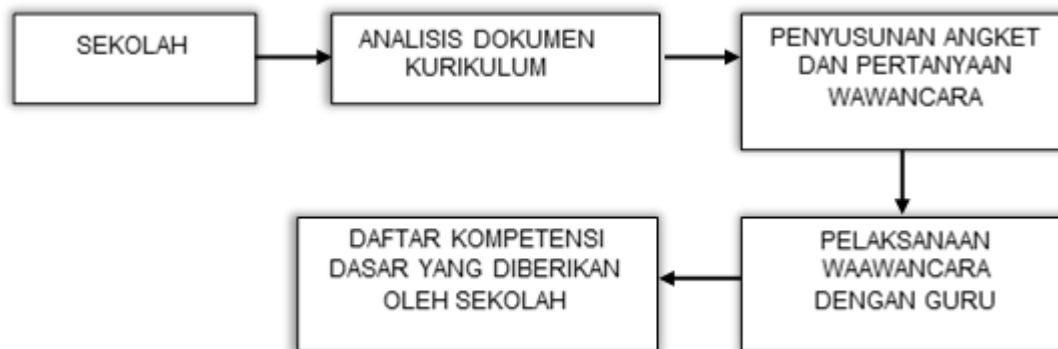 SEKOLAH
ANALISIS DOKUMEN
KURIKULUM
PENYUSUNAN ANGKET
DAN PERTANYAAN
WAWANCARA
PELAKSANAAN
WAAWANCARA
DENGAN GURU
DAFTAR KOMPETENSI
DASAR YANG DIBERIKAN
OLEH SEKOLAH